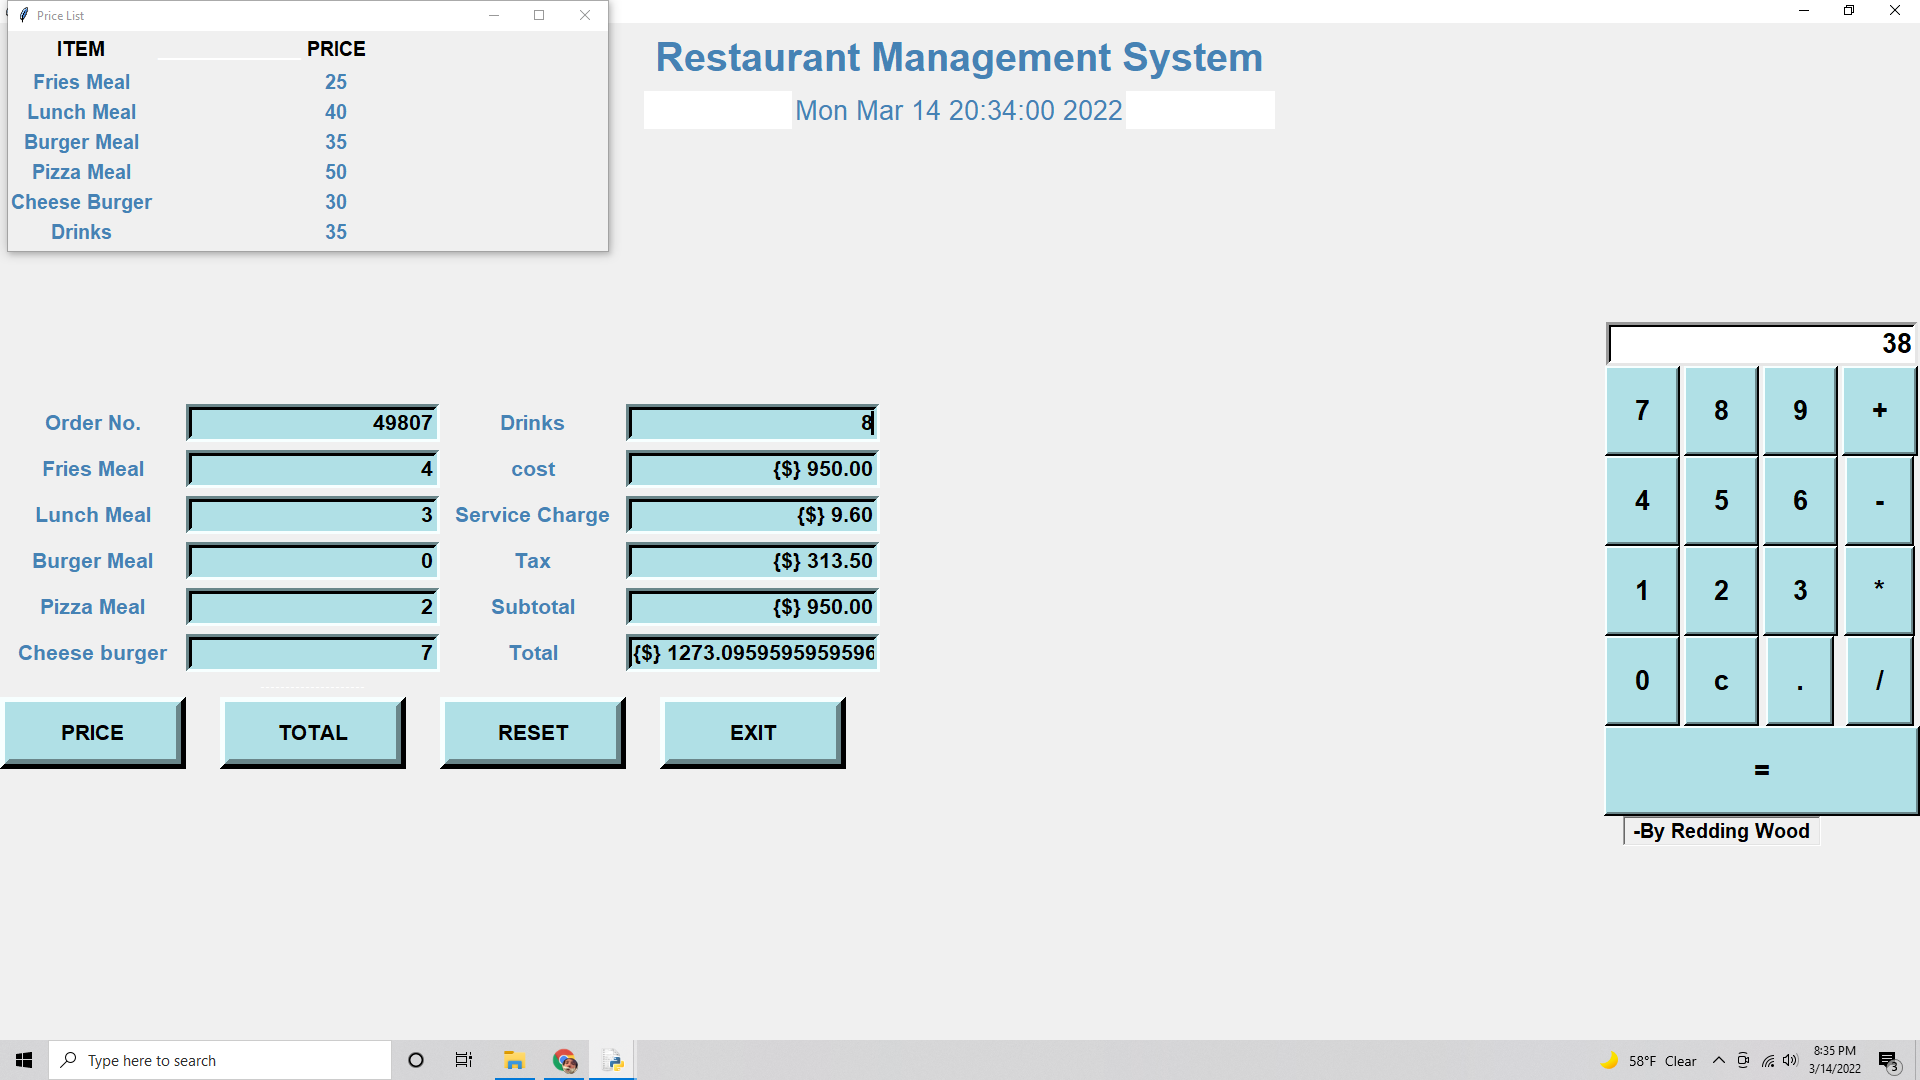 Price List
ITEM PRICE
Fries Meal 25
Lunch Meal 40
Burger Meal 35
Pizza Meal 50
Cheese Burger 30
Drinks 35
Restaurant Management System
Mon Mar 14 20:34:00 2022
38
7 8 9 +
4 5 6 -
1 2 3 *
0 c . /
=
-By Redding Wood
Order No. 49807 Drinks 8
Fries Meal 4 cost {$} 950.00
Lunch Meal 3 Service Charge {$} 9.60
Burger Meal 0 Tax {$} 313.50
Pizza Meal 2 Subtotal {$} 950.00
Cheese burger 7 Total {$} 1273.0959595959596
PRICE TOTAL RESET EXIT
Type here to search
58°F Clear
8:35 PM
3/14/2022
3